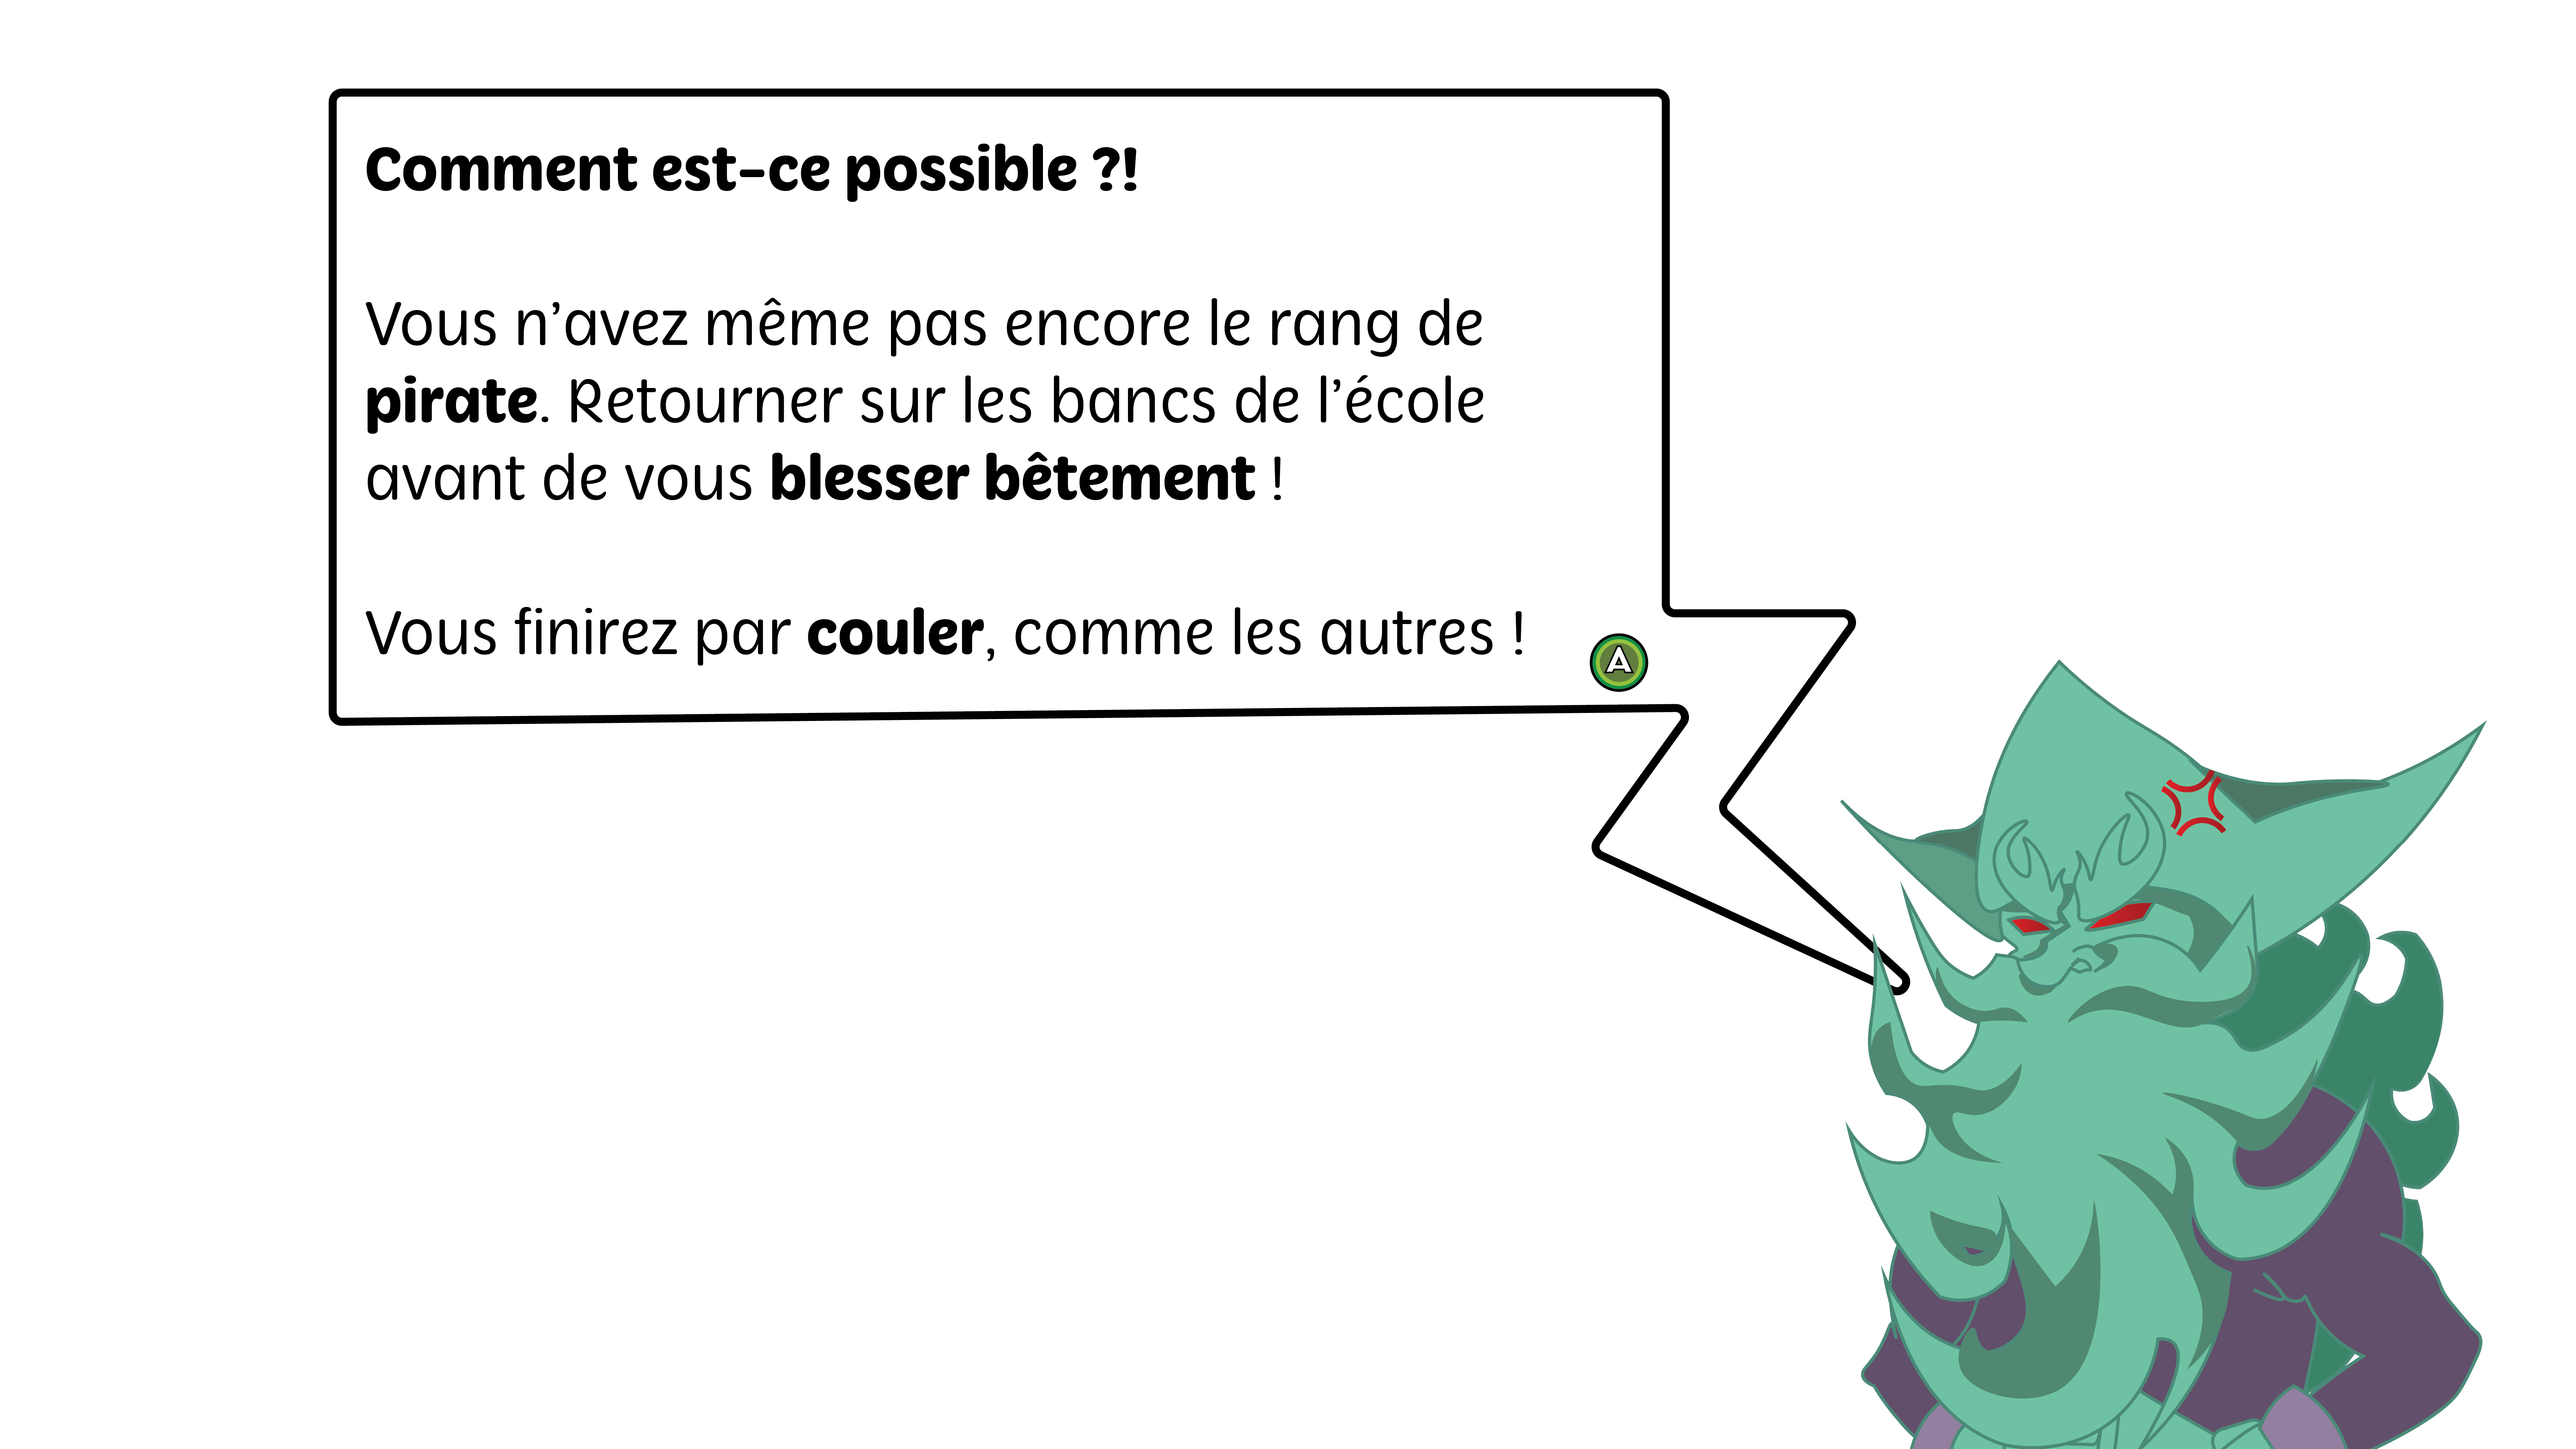 Comment est-ce possible ?!
Vous n’avez même pas encore le rang de
pirate. Retourner sur les bancs de l’école
avant de vous blesser bêtement !
Vous finirez par couler, comme les autres !
A